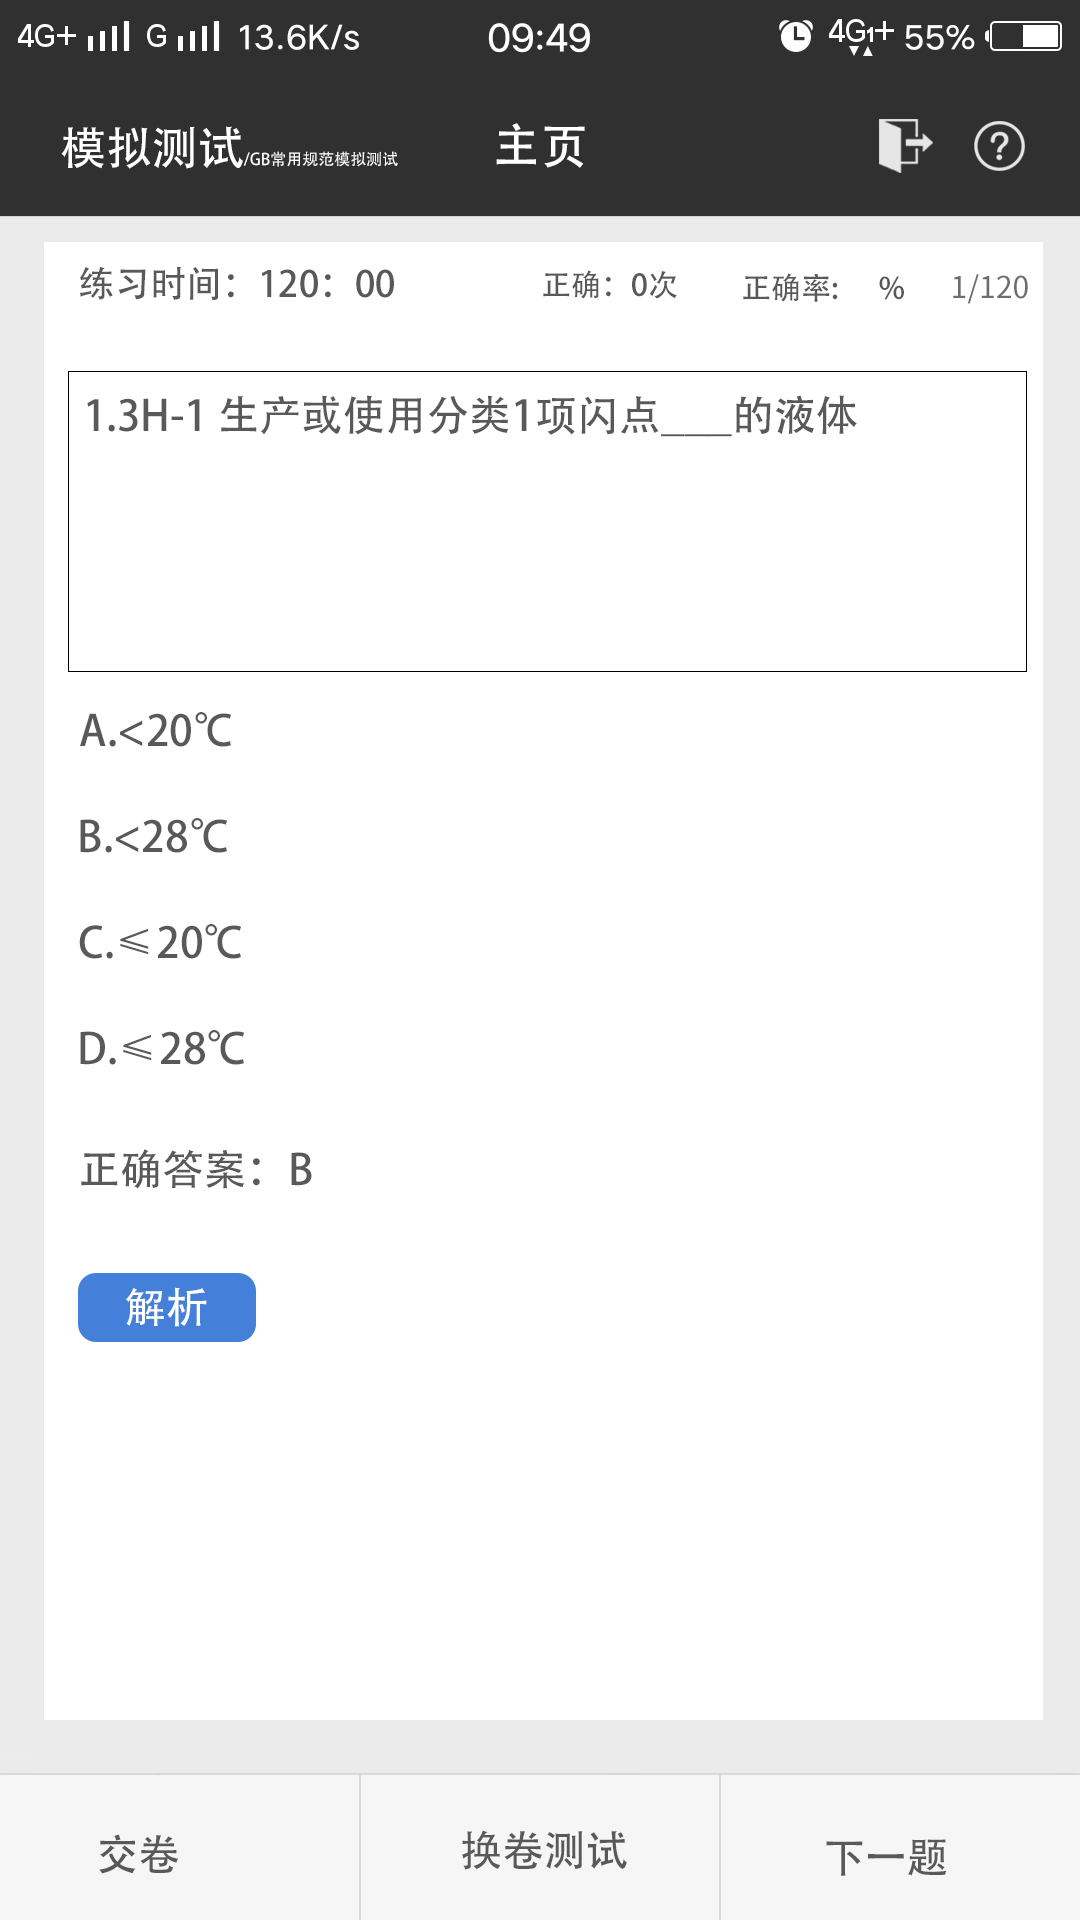 4G+ G 13.6K/s 09:49 4G1+ 55%
模拟测试/GB常用规范模拟测试 主页 ?
练习时间：120：00 正确：0次 正确率: % 1/120
1.3H-1 生产或使用分类1项闪点___的液体
A.<20℃
B.<28℃
C.≤20℃
D.≤28℃
正确答案：B
解析
交卷 换卷测试 下一题